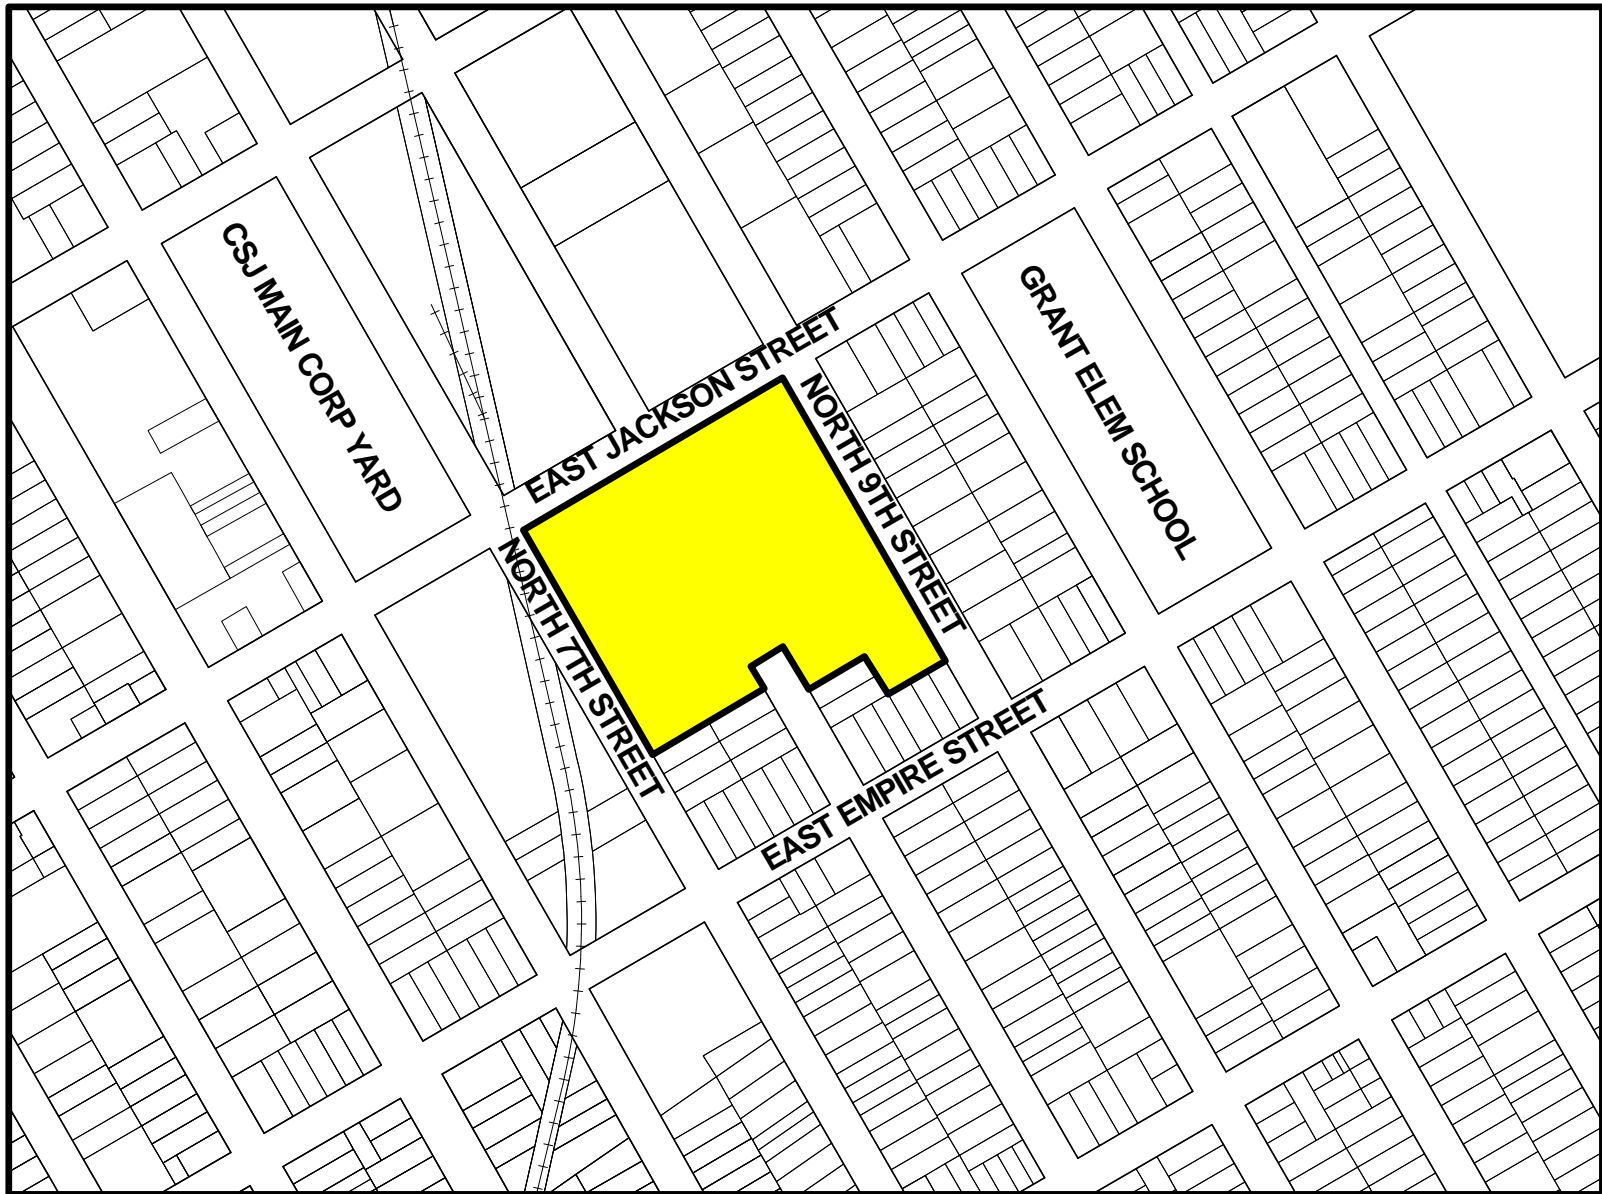 CSJ MAIN CORP YARD
GRANT ELEM SCHOOL
EAST JACKSON STREET
NORTH 9TH STREET
NORTH 7TH STREET
EAST EMPIRE STREET